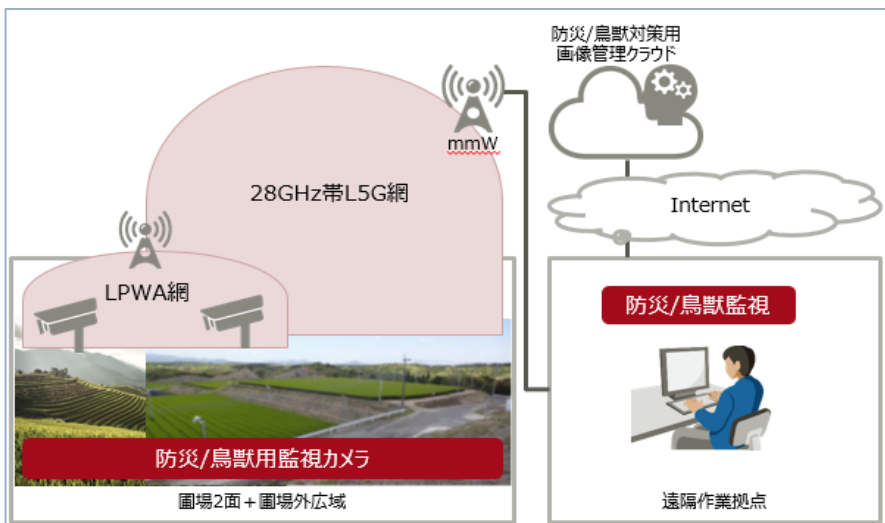 防災/鳥獣対策用
画像管理クラウド
mmW
28GHz帯L5G網
Internet
LPWA網
防災/鳥獣監視
防災/鳥獣用監視カメラ
圃場2面+圃場外広域
遠隔作業拠点